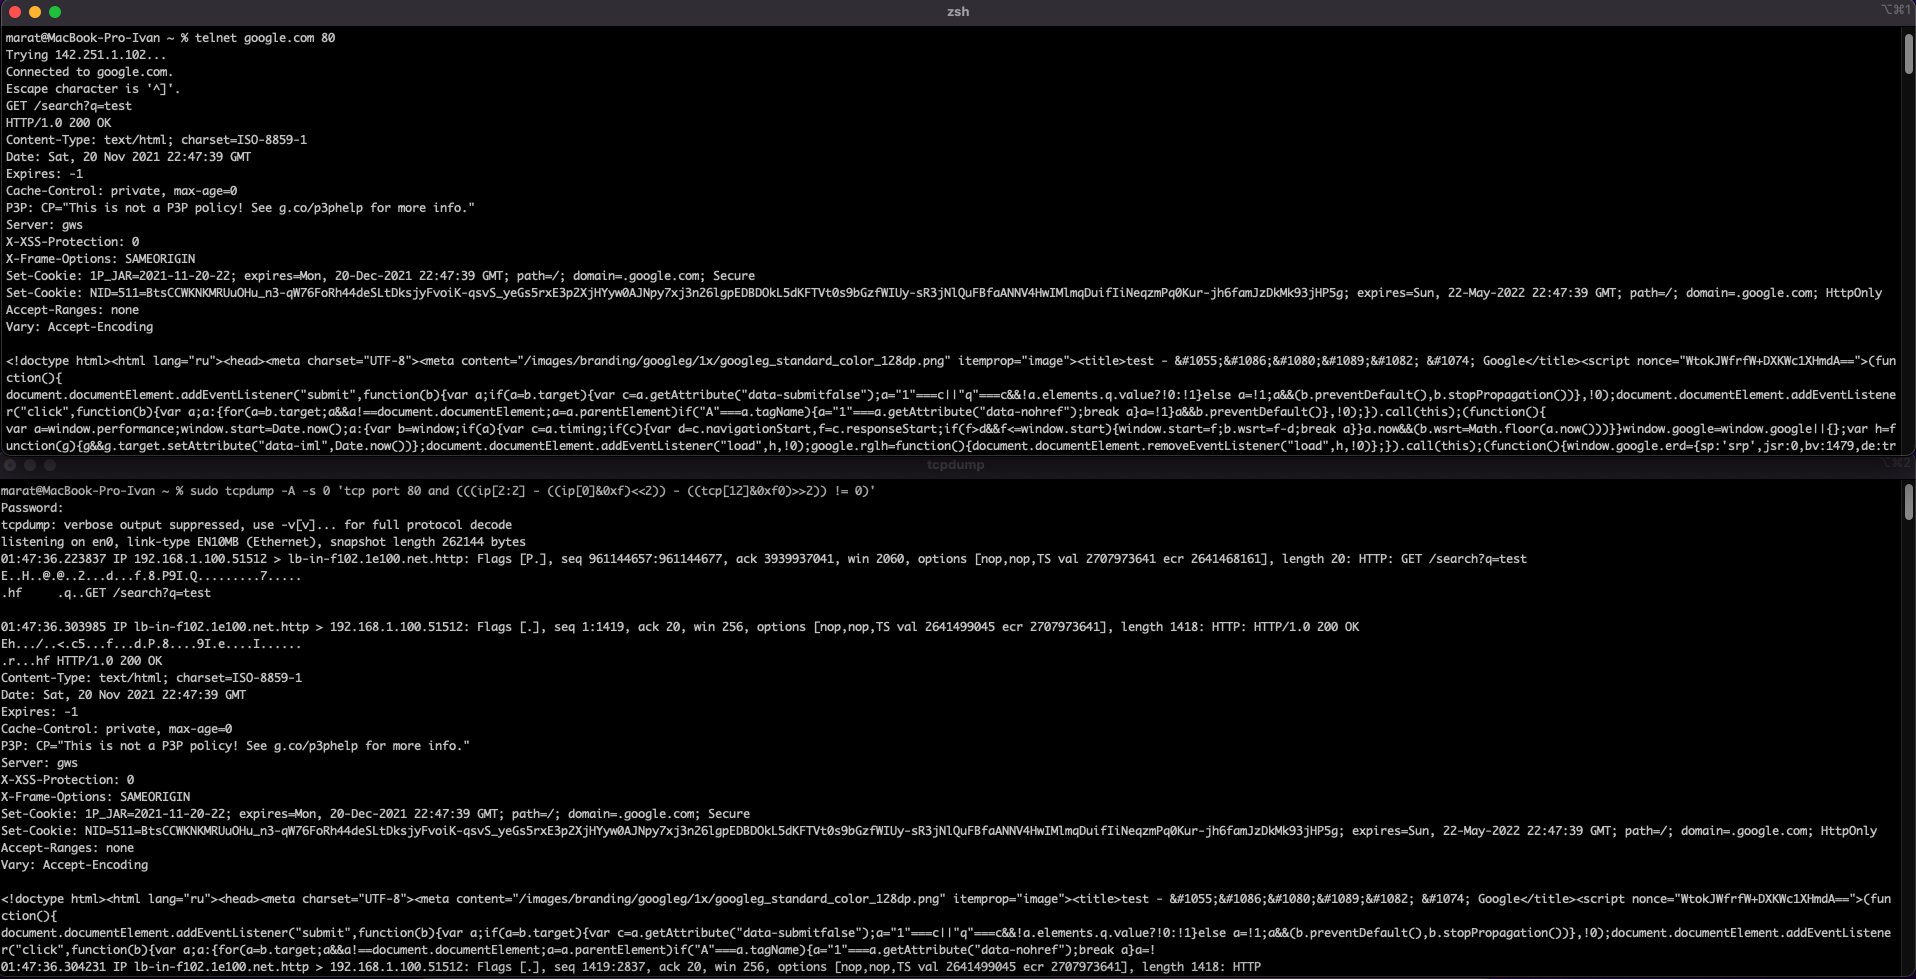 zsh
⌥⌘1
marat@MacBook-Pro-Ivan ~ % telnet google.com 80
Trying 142.251.1.102...
Connected to google.com.
Escape character is '^]'.
GET /search?q=test
HTTP/1.0 200 OK
Content-Type: text/html; charset=ISO-8859-1
Date: Sat, 20 Nov 2021 22:47:39 GMT
Expires: -1
Cache-Control: private, max-age=0
P3P: CP="This is not a P3P policy! See g.co/p3phelp for more info."
Server: gws
X-XSS-Protection: 0
X-Frame-Options: SAMEORIGIN
Set-Cookie: 1P_JAR=2021-11-20-22; expires=Mon, 20-Dec-2021 22:47:39 GMT; path=/; domain=.google.com; Secure
Set-Cookie: NID=511=BtsCCWKNKMRUuOHu_n3-qW76FoRh44deSLtDksjyFvoiK-qsvS_yeGs5rxE3p2XjHYyw0AJNpy7xj3n26lgpEDBDOkL5dKFTVt0s9bGzfWIUy-sR3jNlQuFBfaANNV4HwIMlmqDuifIiNeqzmPq0Kur-jh6famJzDkMk93jHP5g; expires=Sun, 22-May-2022 22:47:39 GMT; path=/; domain=.google.com; HttpOnly
Accept-Ranges: none
Vary: Accept-Encoding
<!doctype html><html lang="ru"><head><meta charset="UTF-8"><meta content="/images/branding/googleg/1x/googleg_standard_color_128dp.png" itemprop="image"><title>test - &#1055;&#1086;&#1080;&#1089;&#1082; &#1074; Google</title><script nonce="WtokJWfrfW+DXKWc1XHmdA==">(fun
ction(){
document.documentElement.addEventListener("submit",function(b){var a;if(a=b.target){var c=a.getAttribute("data-submitfalse");a="1"===c||"q"===c&&!a.elements.q.value?!0:!1}else a=!1;a&&(b.preventDefault(),b.stopPropagation())},!0);document.documentElement.addEventListene
r("click",function(b){var a;a:{for(a=b.target;a&&a!==document.documentElement;a=a.parentElement)if("A"===a.tagName){a="1"===a.getAttribute("data-nohref");break a}a=!1}a&&b.preventDefault()},!0);}).call(this);(function(){
var a=window.performance;window.start=Date.now();a:{var b=window;if(a){var c=a.timing;if(c){var d=c.navigationStart,f=c.responseStart;if(f>d&&f<=window.start){window.start=f;b.wsrt=f-d;break a}}a.now&&(b.wsrt=Math.floor(a.now()))}}window.google=window.google||{};var h=f
unction(g){g&&g.target.setAttribute("data-iml",Date.now())};document.documentElement.addEventListener("load",h,!0);google.rglh=function(){document.documentElement.removeEventListener("load",h,!0)};}).call(this);(function(){window.google.erd={sp:'srp',jsr:0,bv:1479,de:tr
tcpdump
⌥⌘2
marat@MacBook-Pro-Ivan ~ % sudo tcpdump -A -s 0 'tcp port 80 and (((ip[2:2] - ((ip[0]&0xf)<<2)) - ((tcp[12]&0xf0)>>2)) != 0)'
Password:
tcpdump: verbose output suppressed, use -v[v]... for full protocol decode
listening on en0, link-type EN10MB (Ethernet), snapshot length 262144 bytes
01:47:36.223837 IP 192.168.1.100.51512 > lb-in-f102.1e100.net.http: Flags [P.], seq 961144657:961144677, ack 3939937041, win 2060, options [nop,nop,TS val 2707973641 ecr 2641468161], length 20: HTTP: GET /search?q=test
E..H..@.@..2...d...f.8.P9I.Q.........7.....
.hf     .q..GET /search?q=test
01:47:36.303985 IP lb-in-f102.1e100.net.http > 192.168.1.100.51512: Flags [.], seq 1:1419, ack 20, win 256, options [nop,nop,TS val 2641499045 ecr 2707973641], length 1418: HTTP: HTTP/1.0 200 OK
Eh.../..<.c5...f...d.P.8....9I.e....I......
.r...hf HTTP/1.0 200 OK
Content-Type: text/html; charset=ISO-8859-1
Date: Sat, 20 Nov 2021 22:47:39 GMT
Expires: -1
Cache-Control: private, max-age=0
P3P: CP="This is not a P3P policy! See g.co/p3phelp for more info."
Server: gws
X-XSS-Protection: 0
X-Frame-Options: SAMEORIGIN
Set-Cookie: 1P_JAR=2021-11-20-22; expires=Mon, 20-Dec-2021 22:47:39 GMT; path=/; domain=.google.com; Secure
Set-Cookie: NID=511=BtsCCWKNKMRUuOHu_n3-qW76FoRh44deSLtDksjyFvoiK-qsvS_yeGs5rxE3p2XjHYyw0AJNpy7xj3n26lgpEDBDOkL5dKFTVt0s9bGzfWIUy-sR3jNlQuFBfaANNV4HwIMlmqDuifIiNeqzmPq0Kur-jh6famJzDkMk93jHP5g; expires=Sun, 22-May-2022 22:47:39 GMT; path=/; domain=.google.com; HttpOnly
Accept-Ranges: none
Vary: Accept-Encoding
<!doctype html><html lang="ru"><head><meta charset="UTF-8"><meta content="/images/branding/googleg/1x/googleg_standard_color_128dp.png" itemprop="image"><title>test - &#1055;&#1086;&#1080;&#1089;&#1082; &#1074; Google</title><script nonce="WtokJWfrfW+DXKWc1XHmdA==">(fun
ction(){
document.documentElement.addEventListener("submit",function(b){var a;if(a=b.target){var c=a.getAttribute("data-submitfalse");a="1"===c||"q"===c&&!a.elements.q.value?!0:!1}else a=!1;a&&(b.preventDefault(),b.stopPropagation())},!0);document.documentElement.addEventListene
r("click",function(b){var a;a:{for(a=b.target;a&&a!==document.documentElement;a=a.parentElement)if("A"===a.tagName){a="1"===a.getAttribute("data-nohref");break a}a=!
01:47:36.304231 IP lb-in-f102.1e100.net.http > 192.168.1.100.51512: Flags [.], seq 1419:2837, ack 20, win 256, options [nop,nop,TS val 2641499045 ecr 2707973641], length 1418: HTTP